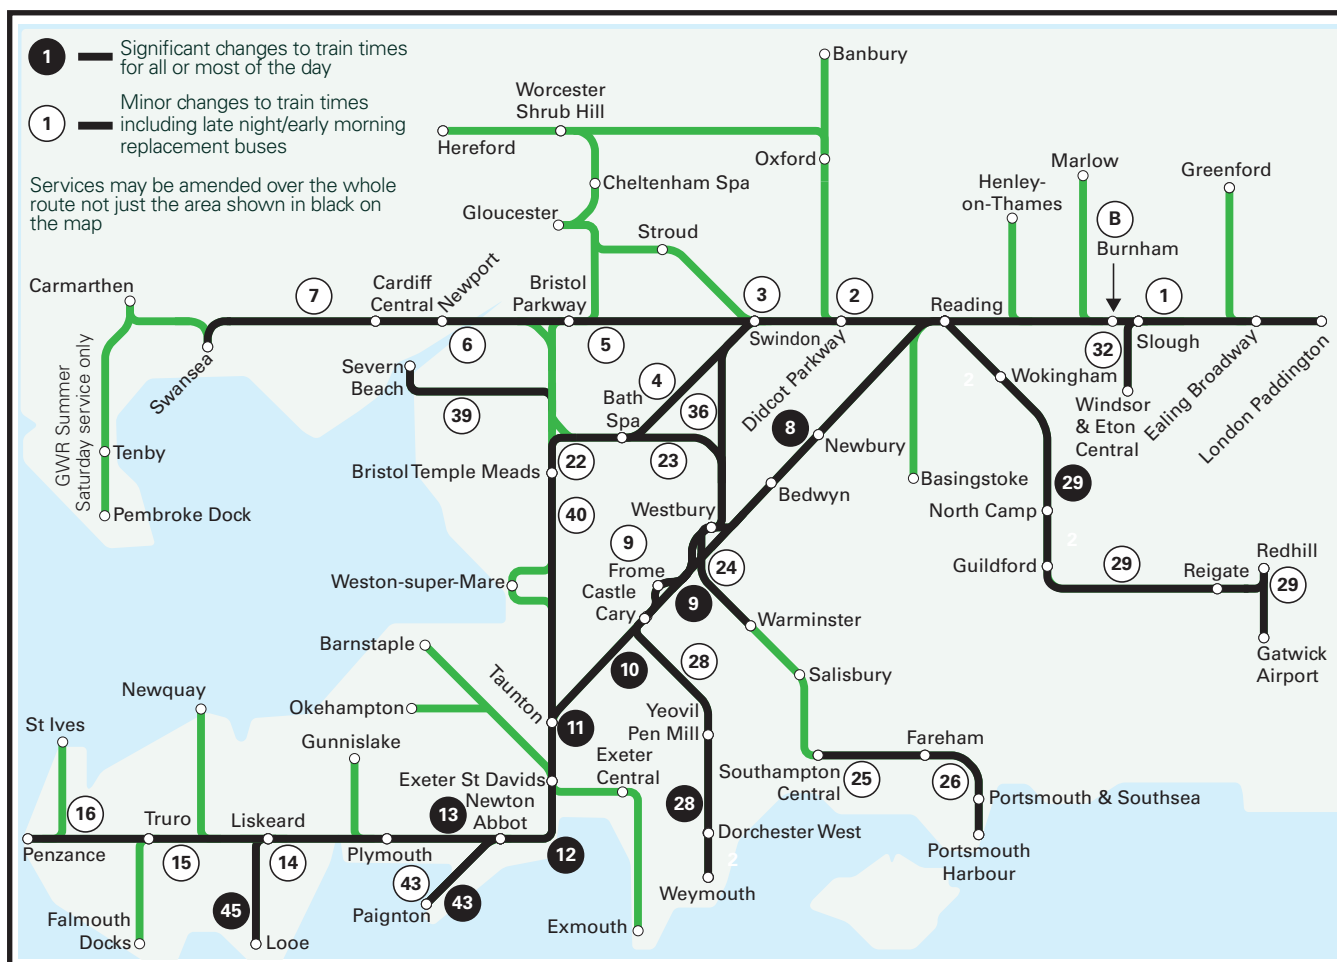 1
Significant changes to train times
for all or most of the day
1
Minor changes to train times
including late night/early morning
replacement buses
Services may be amended over the whole
route not just the area shown in black on
the map
Banbury
Worcester
Shrub Hill
Hereford
Oxford
Cheltenham Spa
Gloucester
Stroud
Marlow
Greenford
Henley-
on-Thames
B
Burnham
Carmarthen
7
Cardiff
Central
Newport
Bristol
Parkway
3
2
Reading
1
Swansea
6
5
Swindon
Didcot Parkway
32
Slough
Ealing Broadway
London Paddington
GWR Summer
Saturday service only
Severn
Beach
39
4
Bath
Spa
36
2
Wokingham
Windsor
& Eton
Central
8
Newbury
Tenby
Bristol Temple Meads
22
23
Bedwyn
Basingstoke
29
Pembroke Dock
40
Westbury
North Camp
2
9
Frome
24
Guildford
29
Reigate
Redhill
29
Weston-super-Mare
Castle
Cary
9
Warminster
Gatwick
Airport
Barnstaple
Taunton
10
28
Salisbury
Newquay
Okehampton
11
Yeovil
Pen Mill
St Ives
Gunnislake
Exeter
Central
Fareham
Exeter St Davids
Southampton
Central
25
26
Portsmouth & Southsea
Newton
Abbot
13
28
16
Truro
Liskeard
Dorchester West
Penzance
15
14
Plymouth
12
2
Portsmouth
Harbour
43
43
Weymouth
Paignton
45
Falmouth
Docks
Looe
Exmouth